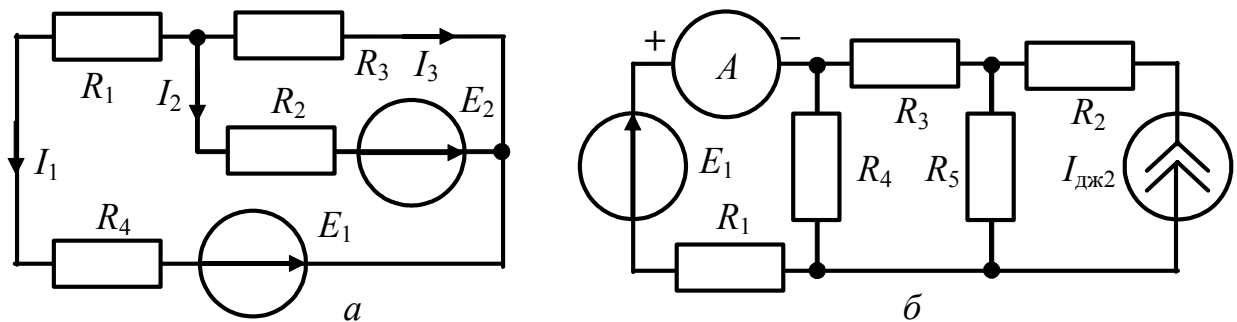 R1
R3
I3
I2
R2
E2
I1
R4
E1
а
+
−
A
R3
R2
E1
R4
R5
Iдж2
R1
б